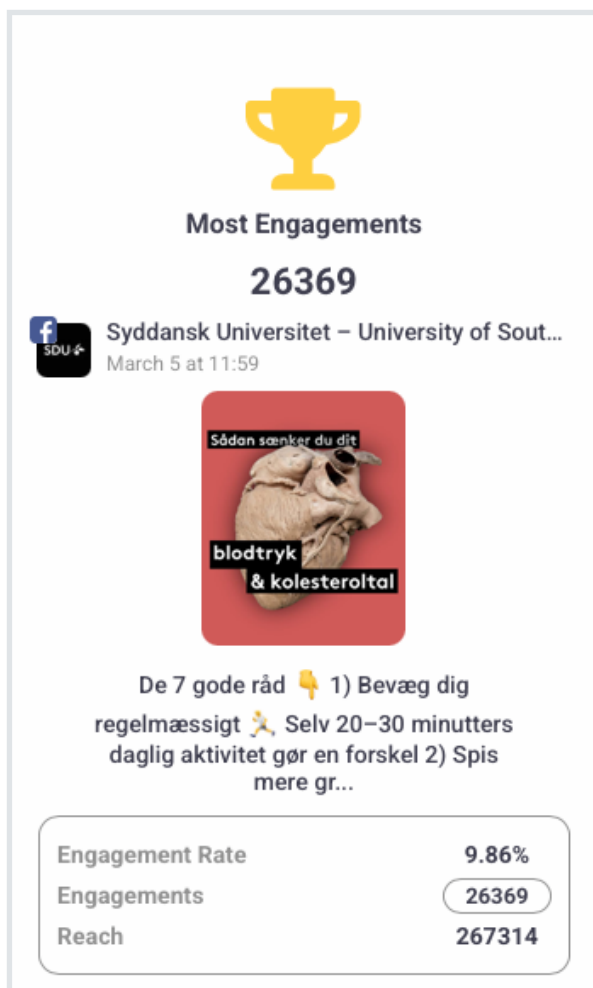 Most Engagements
26369
f
SDU
Syddansk Universitet – University of Sout...
March 5 at 11:59
Sådan sænker du dit
blodtryk
& kolesteroltal
De 7 gode råd 👇 1) Bevæg dig
regelmæssigt 🏃 Selv 20–30 minutters
daglig aktivitet gør en forskel 2) Spis
mere gr...
Engagement Rate 9.86%
Engagements 26369
Reach 267314